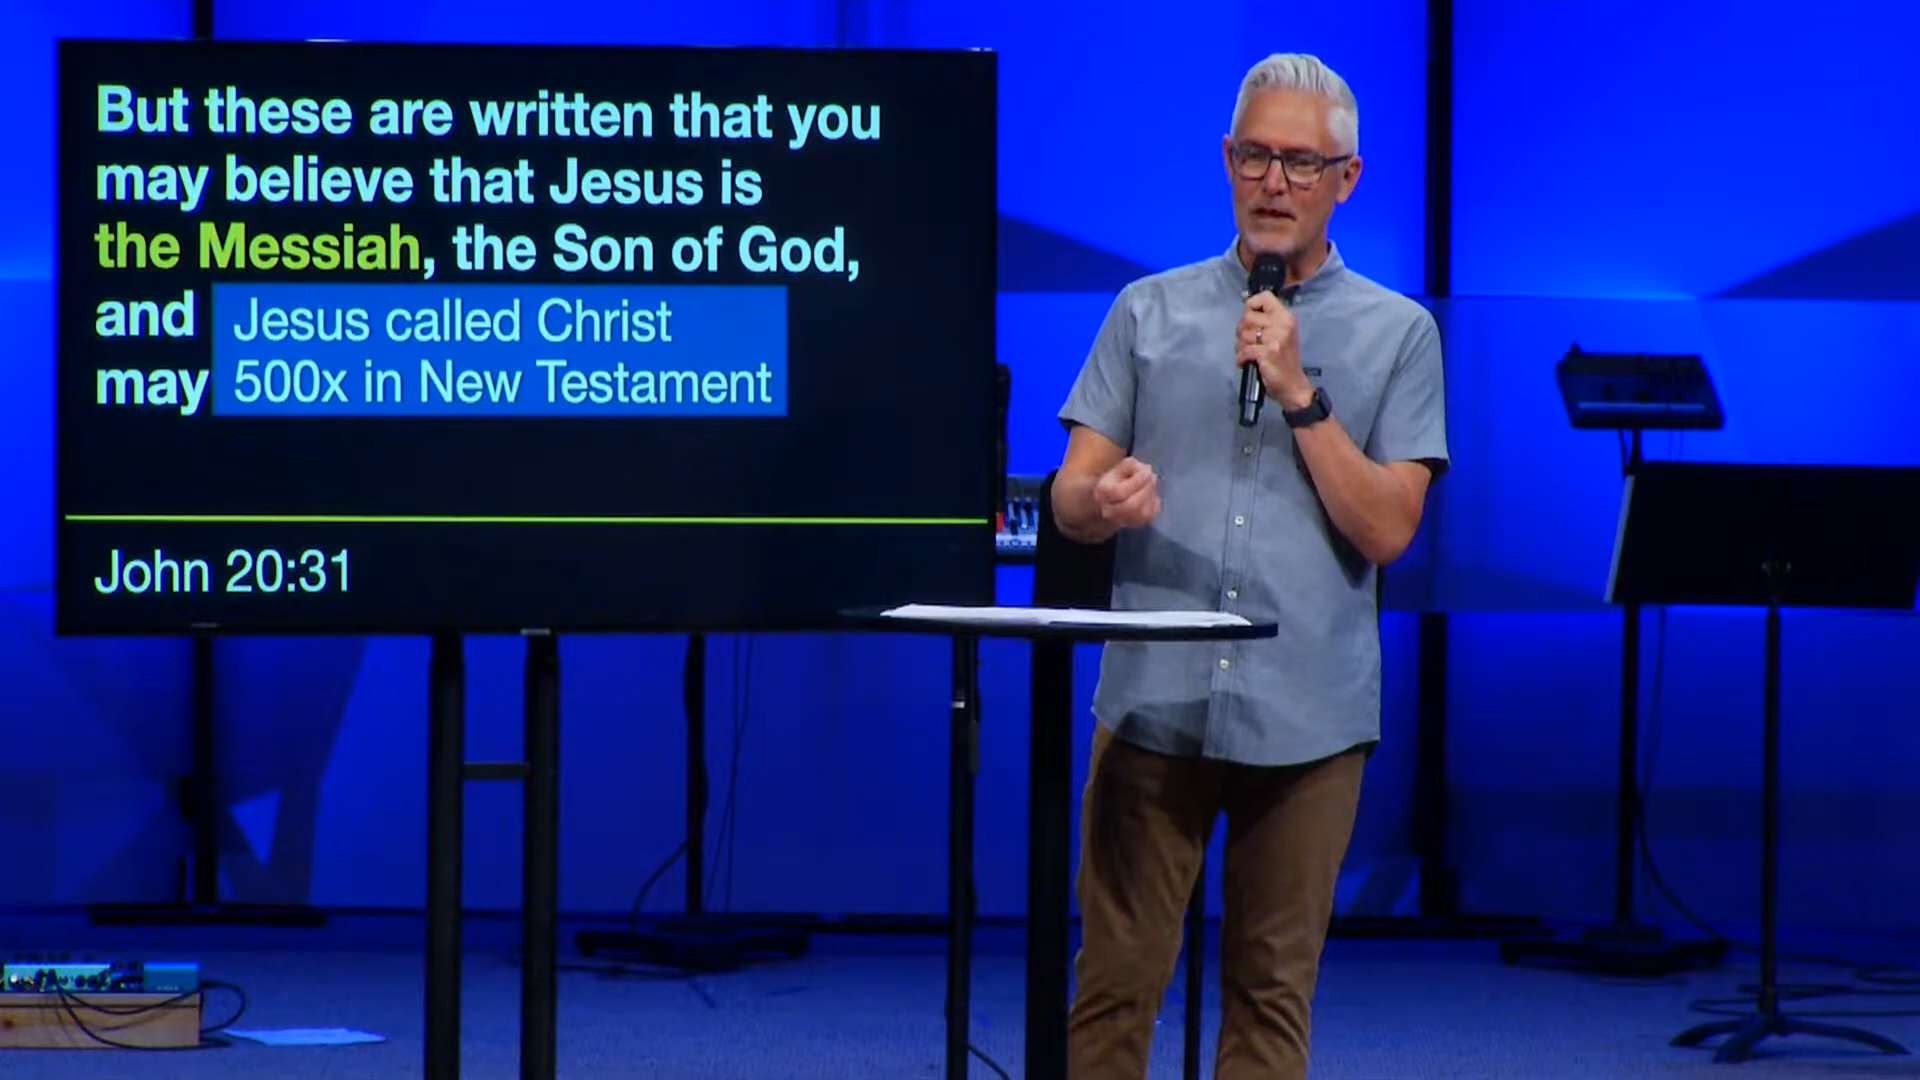 But these are written that you
may believe that Jesus is
the Messiah, the Son of God,
and
may
Jesus called Christ
500x in New Testament
John 20:31